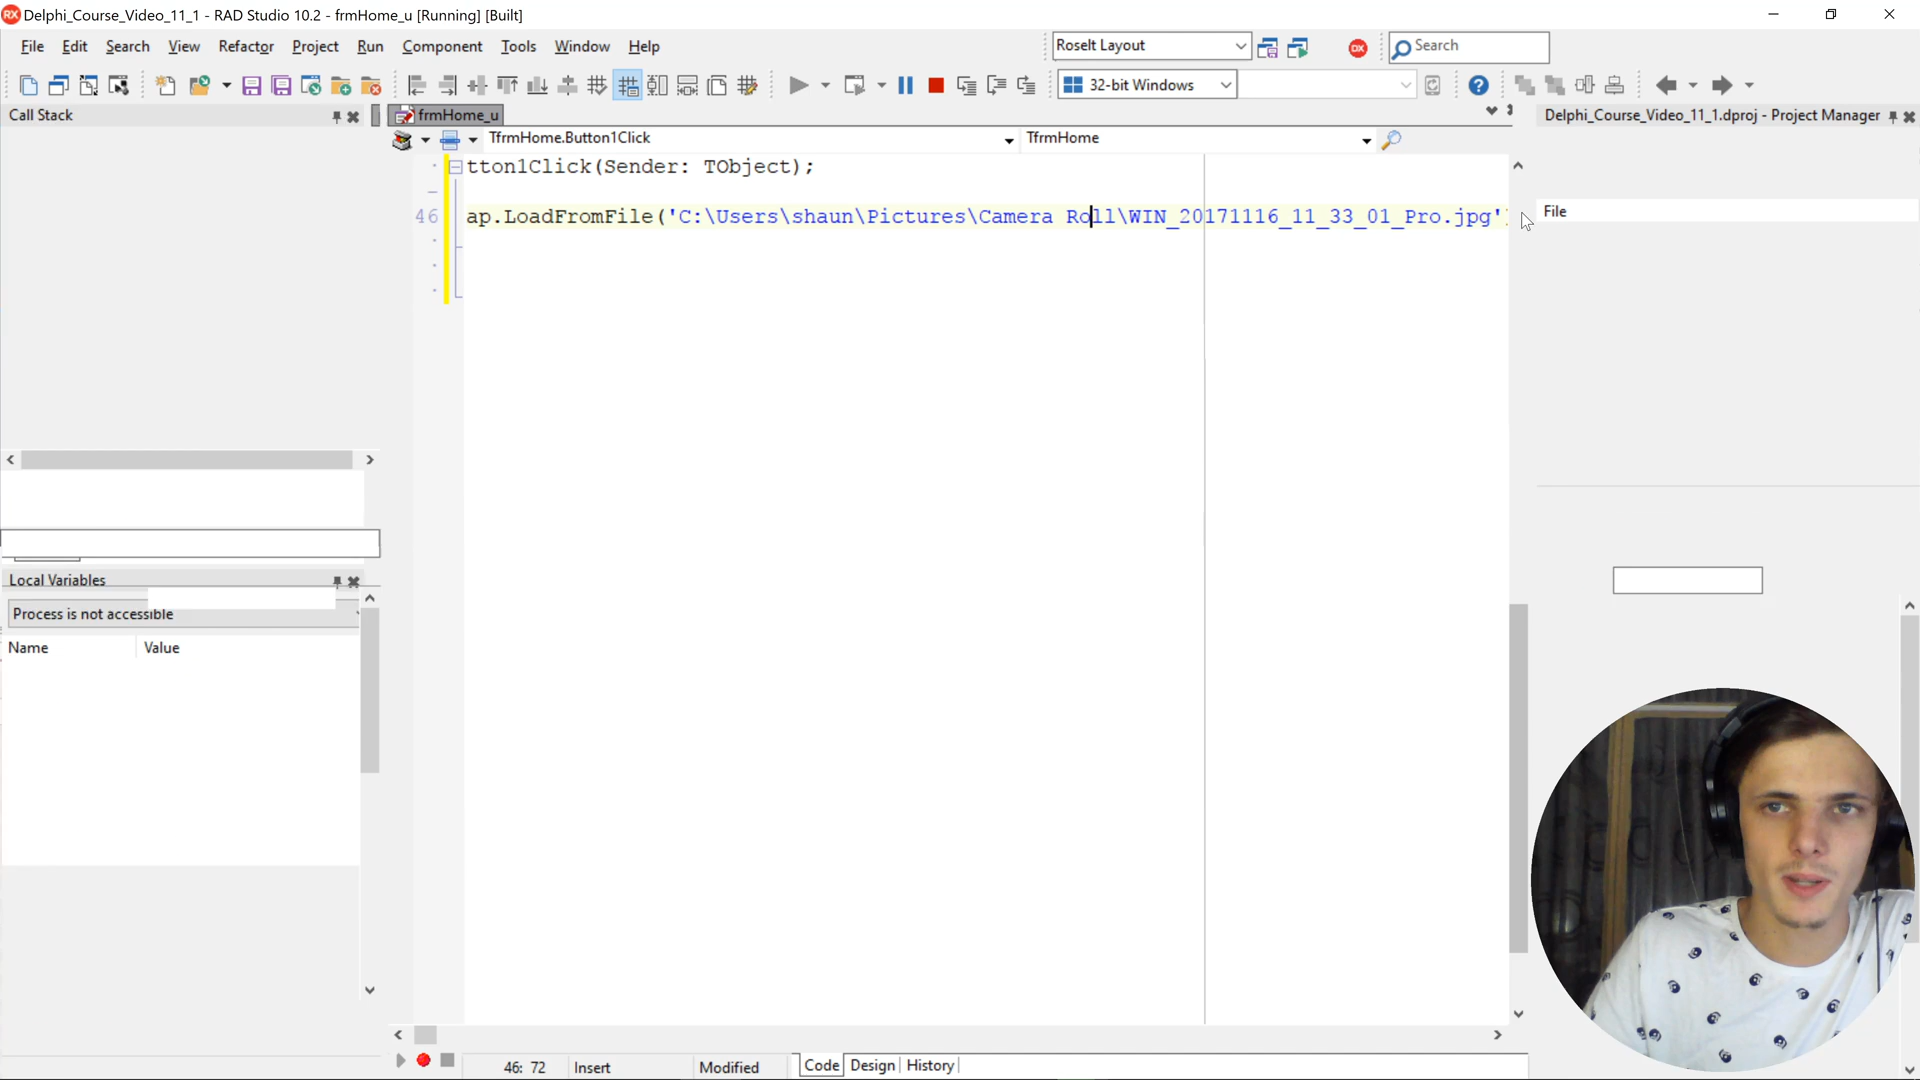 Delphi_Course_Video_11_1 - RAD Studio 10.2 - frmHome_u [Running] [Built]
File Edit Search View Refactor Project Run Component Tools Window Help
Roselt Layout
Search
32-bit Windows
Call Stack
frmHome_u
Delphi_Course_Video_11_1.dproj - Project Manager
TfrmHome.Button1Click
TfrmHome
tton1Click(Sender: TObject);
46 ap.LoadFromFile('C:\Users\shaun\Pictures\Camera Roll\WIN_20171116_11_33_01_Pro.jpg'
File
Local Variables
Process is not accessible
Name Value
46: 72 Insert Modified Code Design History